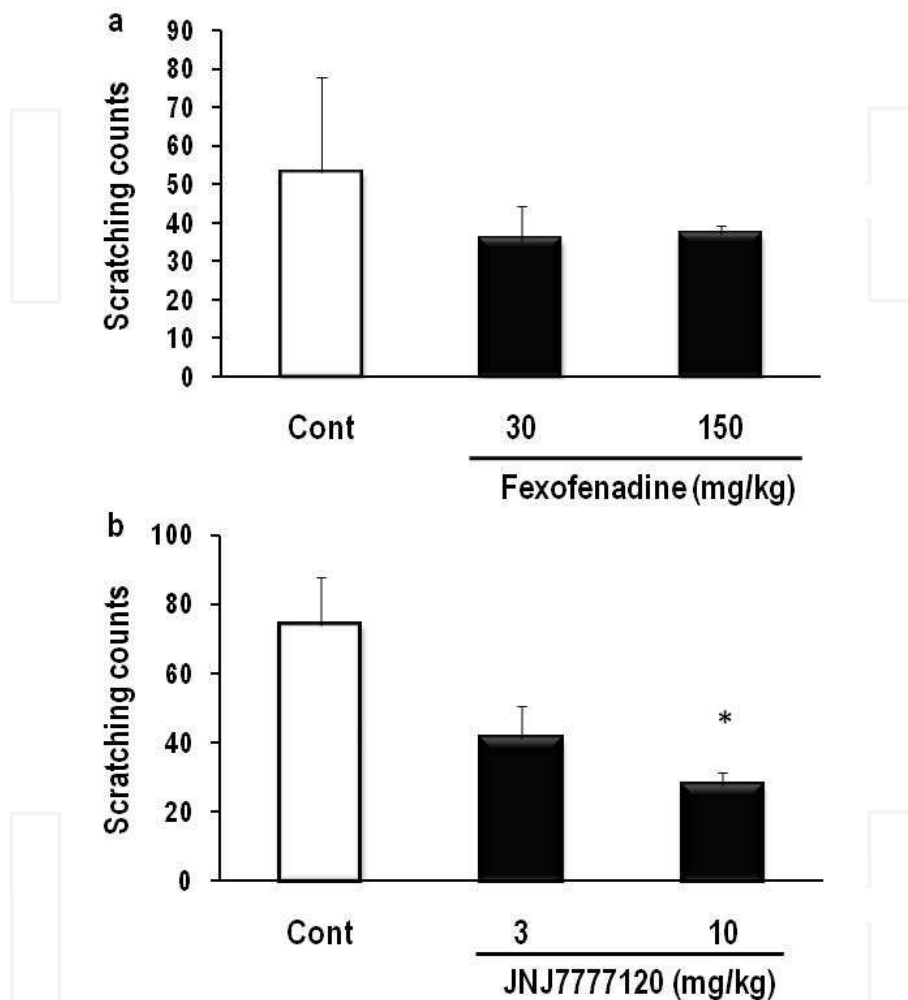 a
Scratching counts
90
80
70
60
50
40
30
20
10
0
Cont 30 150
Fexofenadine (mg/kg)
b
Scratching counts
100
80
60
40
20
0
*
Cont 3 10
JNJ7777120 (mg/kg)